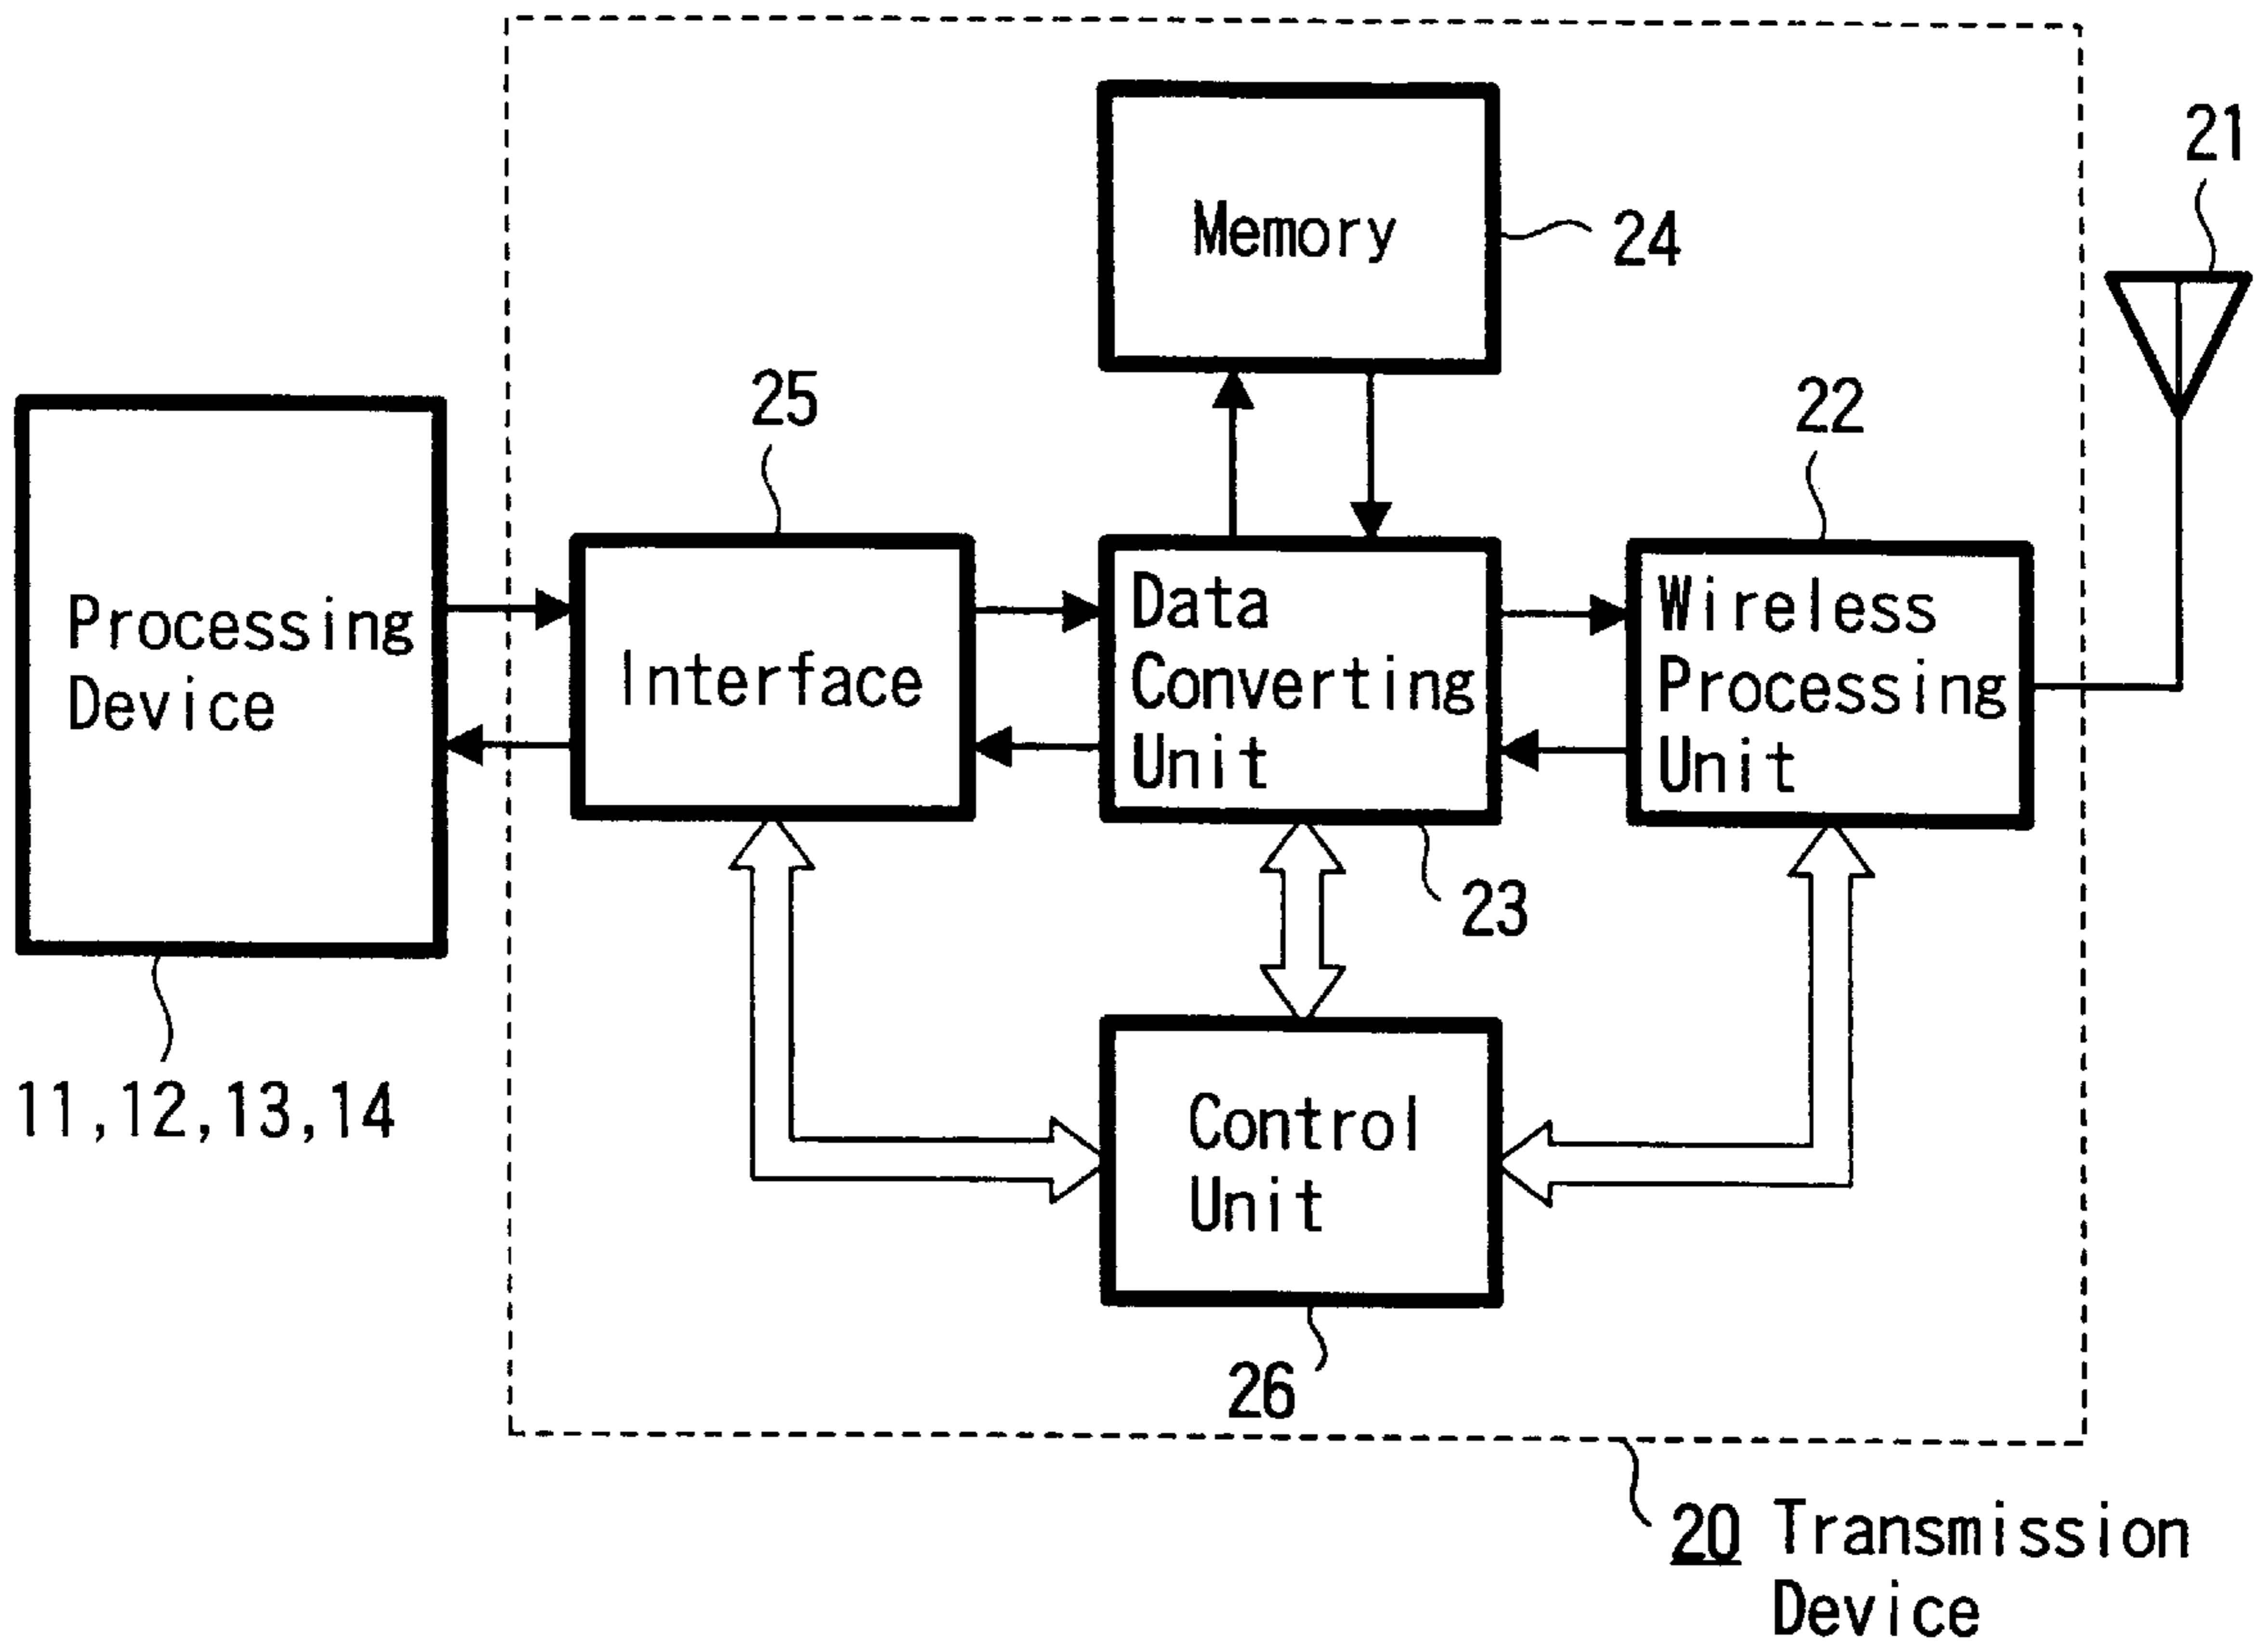 21
Memory
24
25
22
Processing
Device
Interface
Data
Converting
Unit
Wireless
Processing
Unit
23
11,12,13,14
Control
Unit
26
20 Transmission
Device